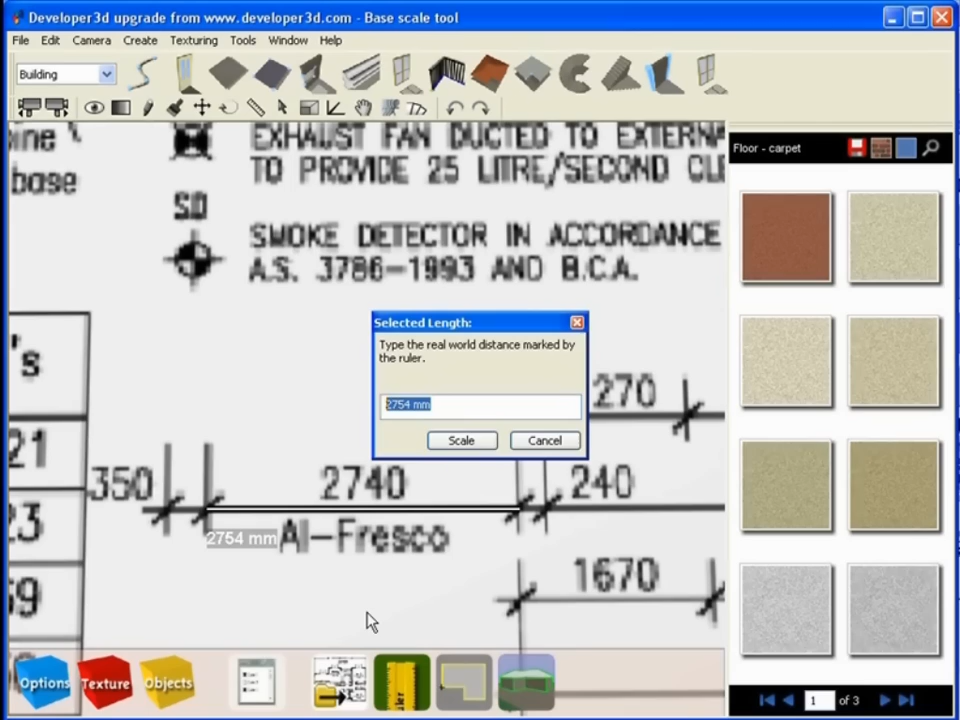 Developer3d upgrade from www.developer3d.com - Base scale tool
File Edit Camera Create Texturing Tools Window Help
Building
base
EXHAUST FAN DUCTED TO
TO PROVIDE 25 LITRE/SECOND
SD
SMOKE DETECTOR IN ACCORDANCE
A.S. 3786-1993 AND B.C.A.
Floor - carpet
Selected Length:
Type the real world distance marked by
the ruler.
2754 mm
Scale Cancel
's
270
21
350 2740 240
2754 mm Al-Fresco
1670
Options Texture Objects
1 of 3